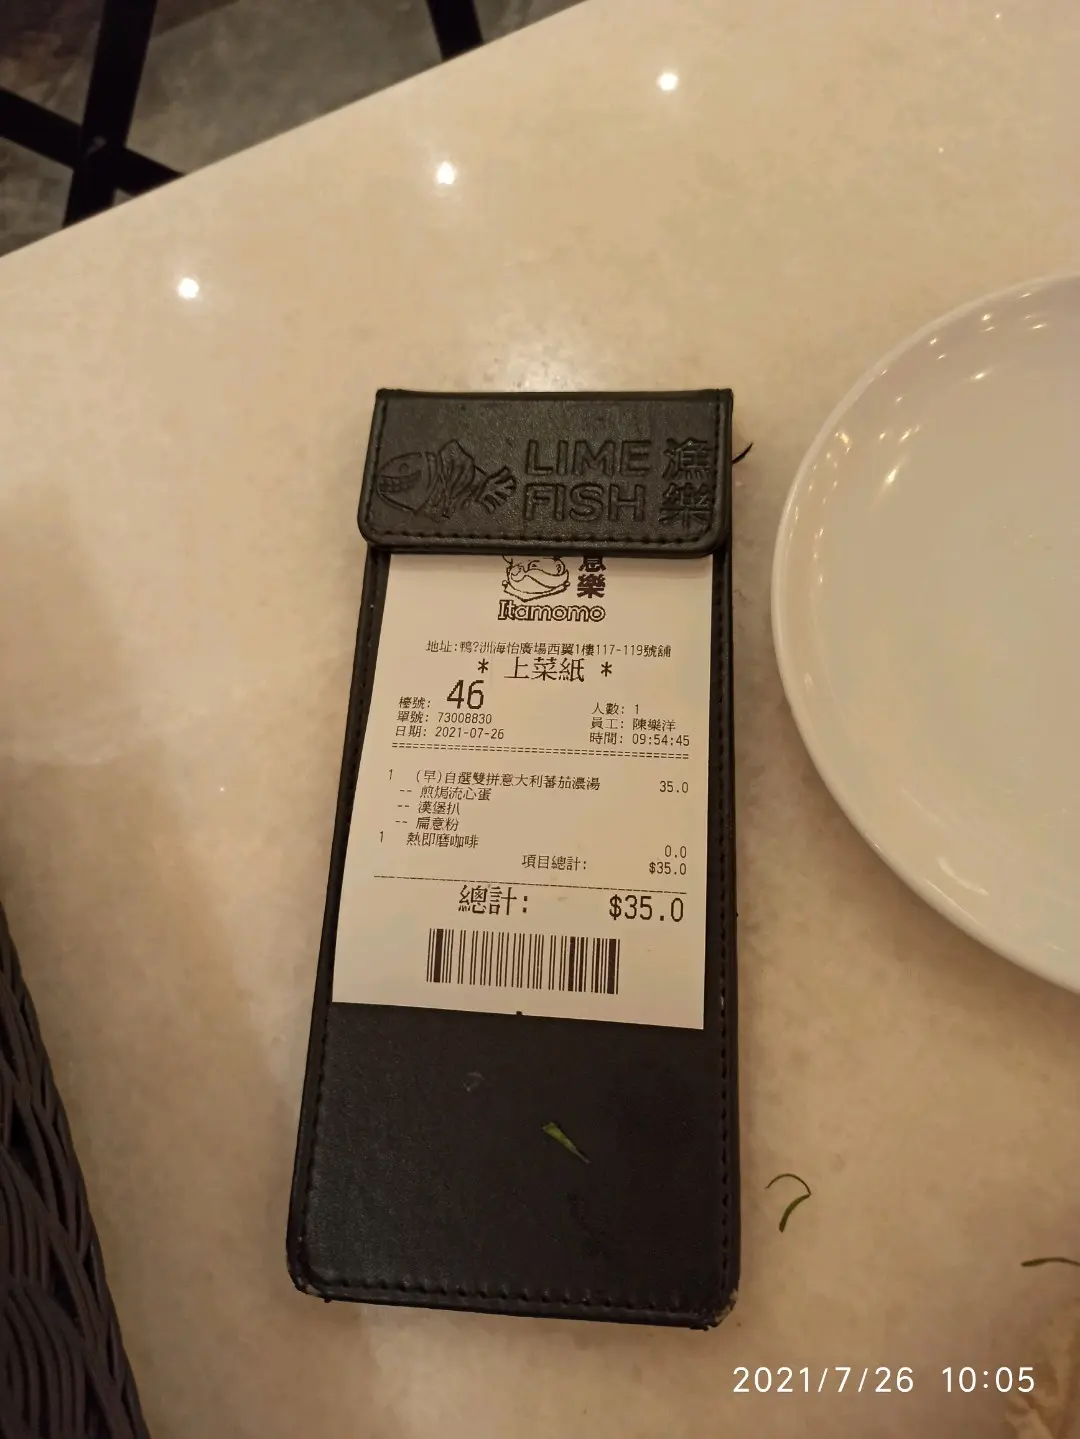 LIME 漁
FISH 樂
意
樂
Itamomo
地址:鴨?洲海怡廣場西翼1樓117-119號舖
* 上菜紙 *
檯號: 46 人數: 1
單號: 73008830 員工: 陳樂洋
日期: 2021-07-26 時間: 09:54:45
1 (早)自選雙拼意大利蕃茄濃湯 35.0
-- 煎焗流心蛋
-- 漢堡扒
-- 扁意粉
1 熱即磨咖啡 0.0
項目總計: $35.0
總計: $35.0
2021/7/26 10:05